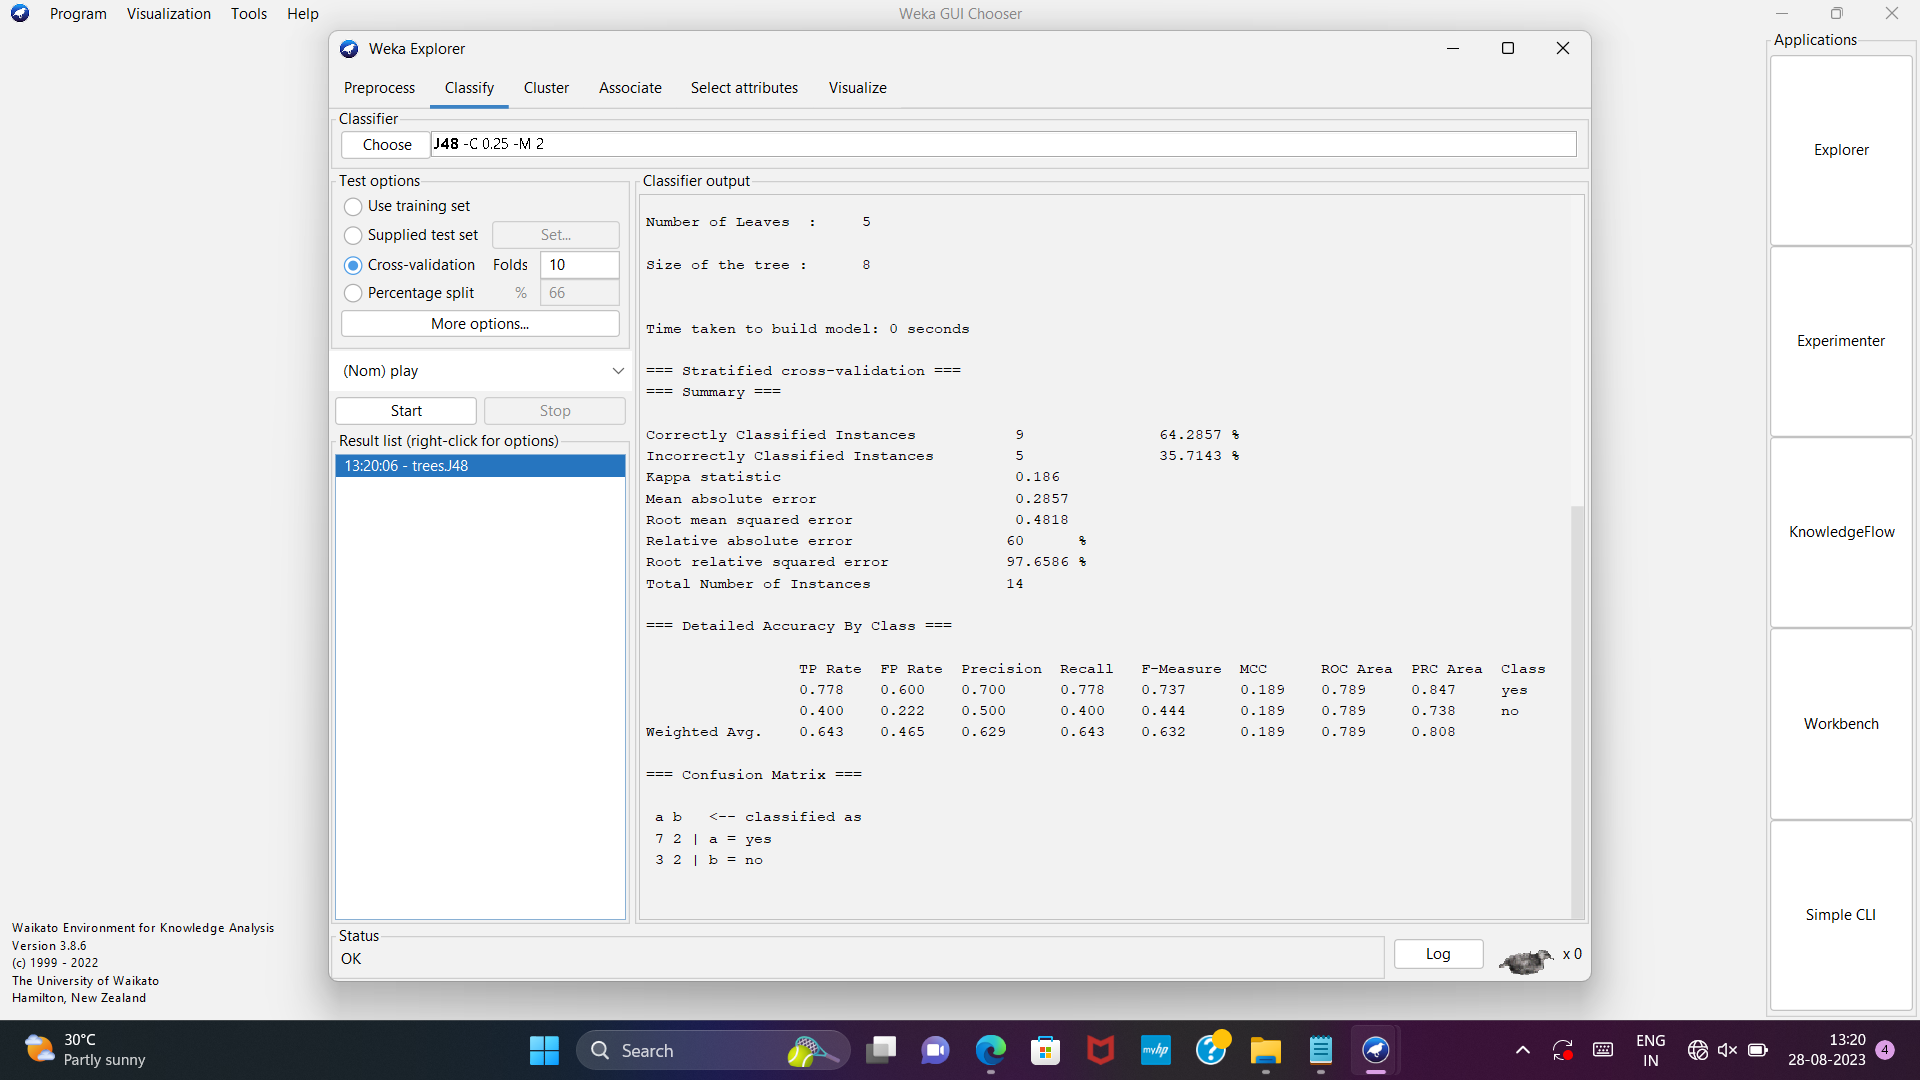 Program Visualization Tools Help
Weka GUI Chooser
Applications
Weka Explorer
Preprocess Classify Cluster Associate Select attributes Visualize
Classifier
Choose J48 -C 0.25 -M 2
Test options
Use training set
Supplied test set Set...
Cross-validation Folds 10
Percentage split % 66
More options...
(Nom) play
Start Stop
Result list (right-click for options)
13:20:06 - trees.J48
Classifier output
Number of Leaves  :     5
Size of the tree :      8
Time taken to build model: 0 seconds
=== Stratified cross-validation ===
=== Summary ===
Correctly Classified Instances           9               64.2857 %
Incorrectly Classified Instances         5               35.7143 %
Kappa statistic                          0.186
Mean absolute error                      0.2857
Root mean squared error                  0.4818
Relative absolute error                 60      %
Root relative squared error             97.6586 %
Total Number of Instances               14
=== Detailed Accuracy By Class ===
TP Rate  FP Rate  Precision  Recall   F-Measure  MCC      ROC Area  PRC Area  Class
0.778    0.600    0.700      0.778    0.737      0.189    0.789     0.847     yes
0.400    0.222    0.500      0.400    0.444      0.189    0.789     0.738     no
Weighted Avg.    0.643    0.465    0.629      0.643    0.632      0.189    0.789     0.808
=== Confusion Matrix ===
a b   <-- classified as
7 2 | a = yes
3 2 | b = no
Status
OK
Log
x 0
Explorer
Experimenter
KnowledgeFlow
Workbench
Simple CLI
Waikato Environment for Knowledge Analysis
Version 3.8.6
(c) 1999 - 2022
The University of Waikato
Hamilton, New Zealand
30°C
Partly sunny
Search
myhp
ENG
IN
13:20
28-08-2023
4